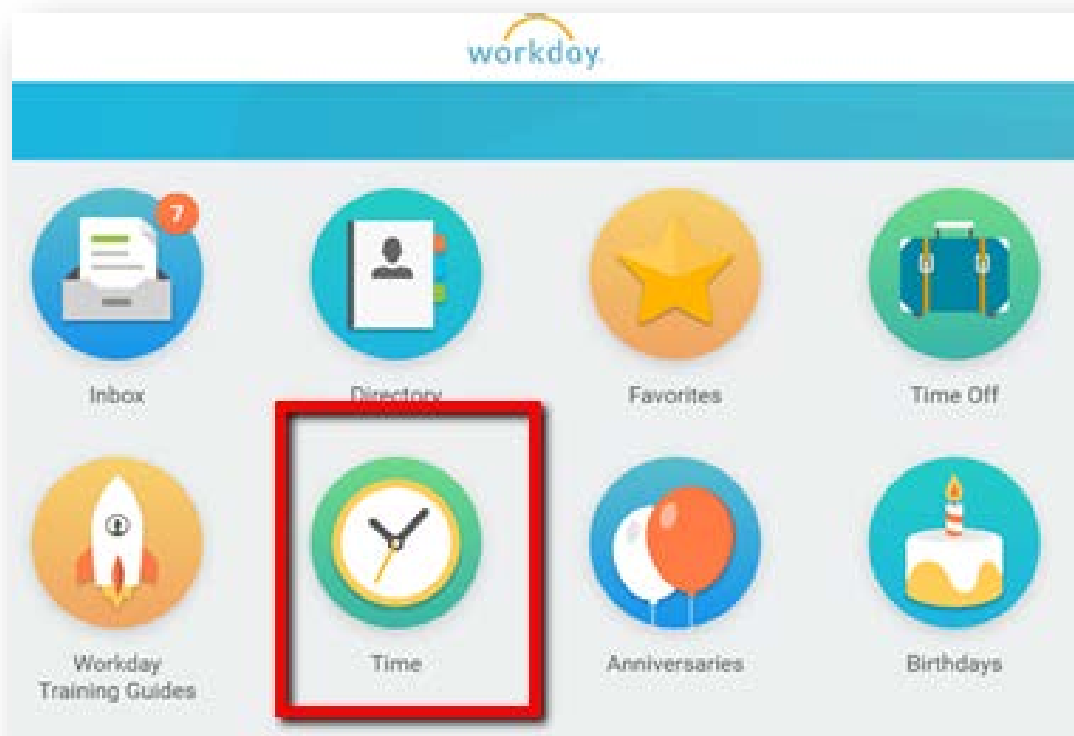 workday.
7
Inbox
Directory
Favorites
Time Off
Workday
Training Guides
Time
Anniversaries
Birthdays